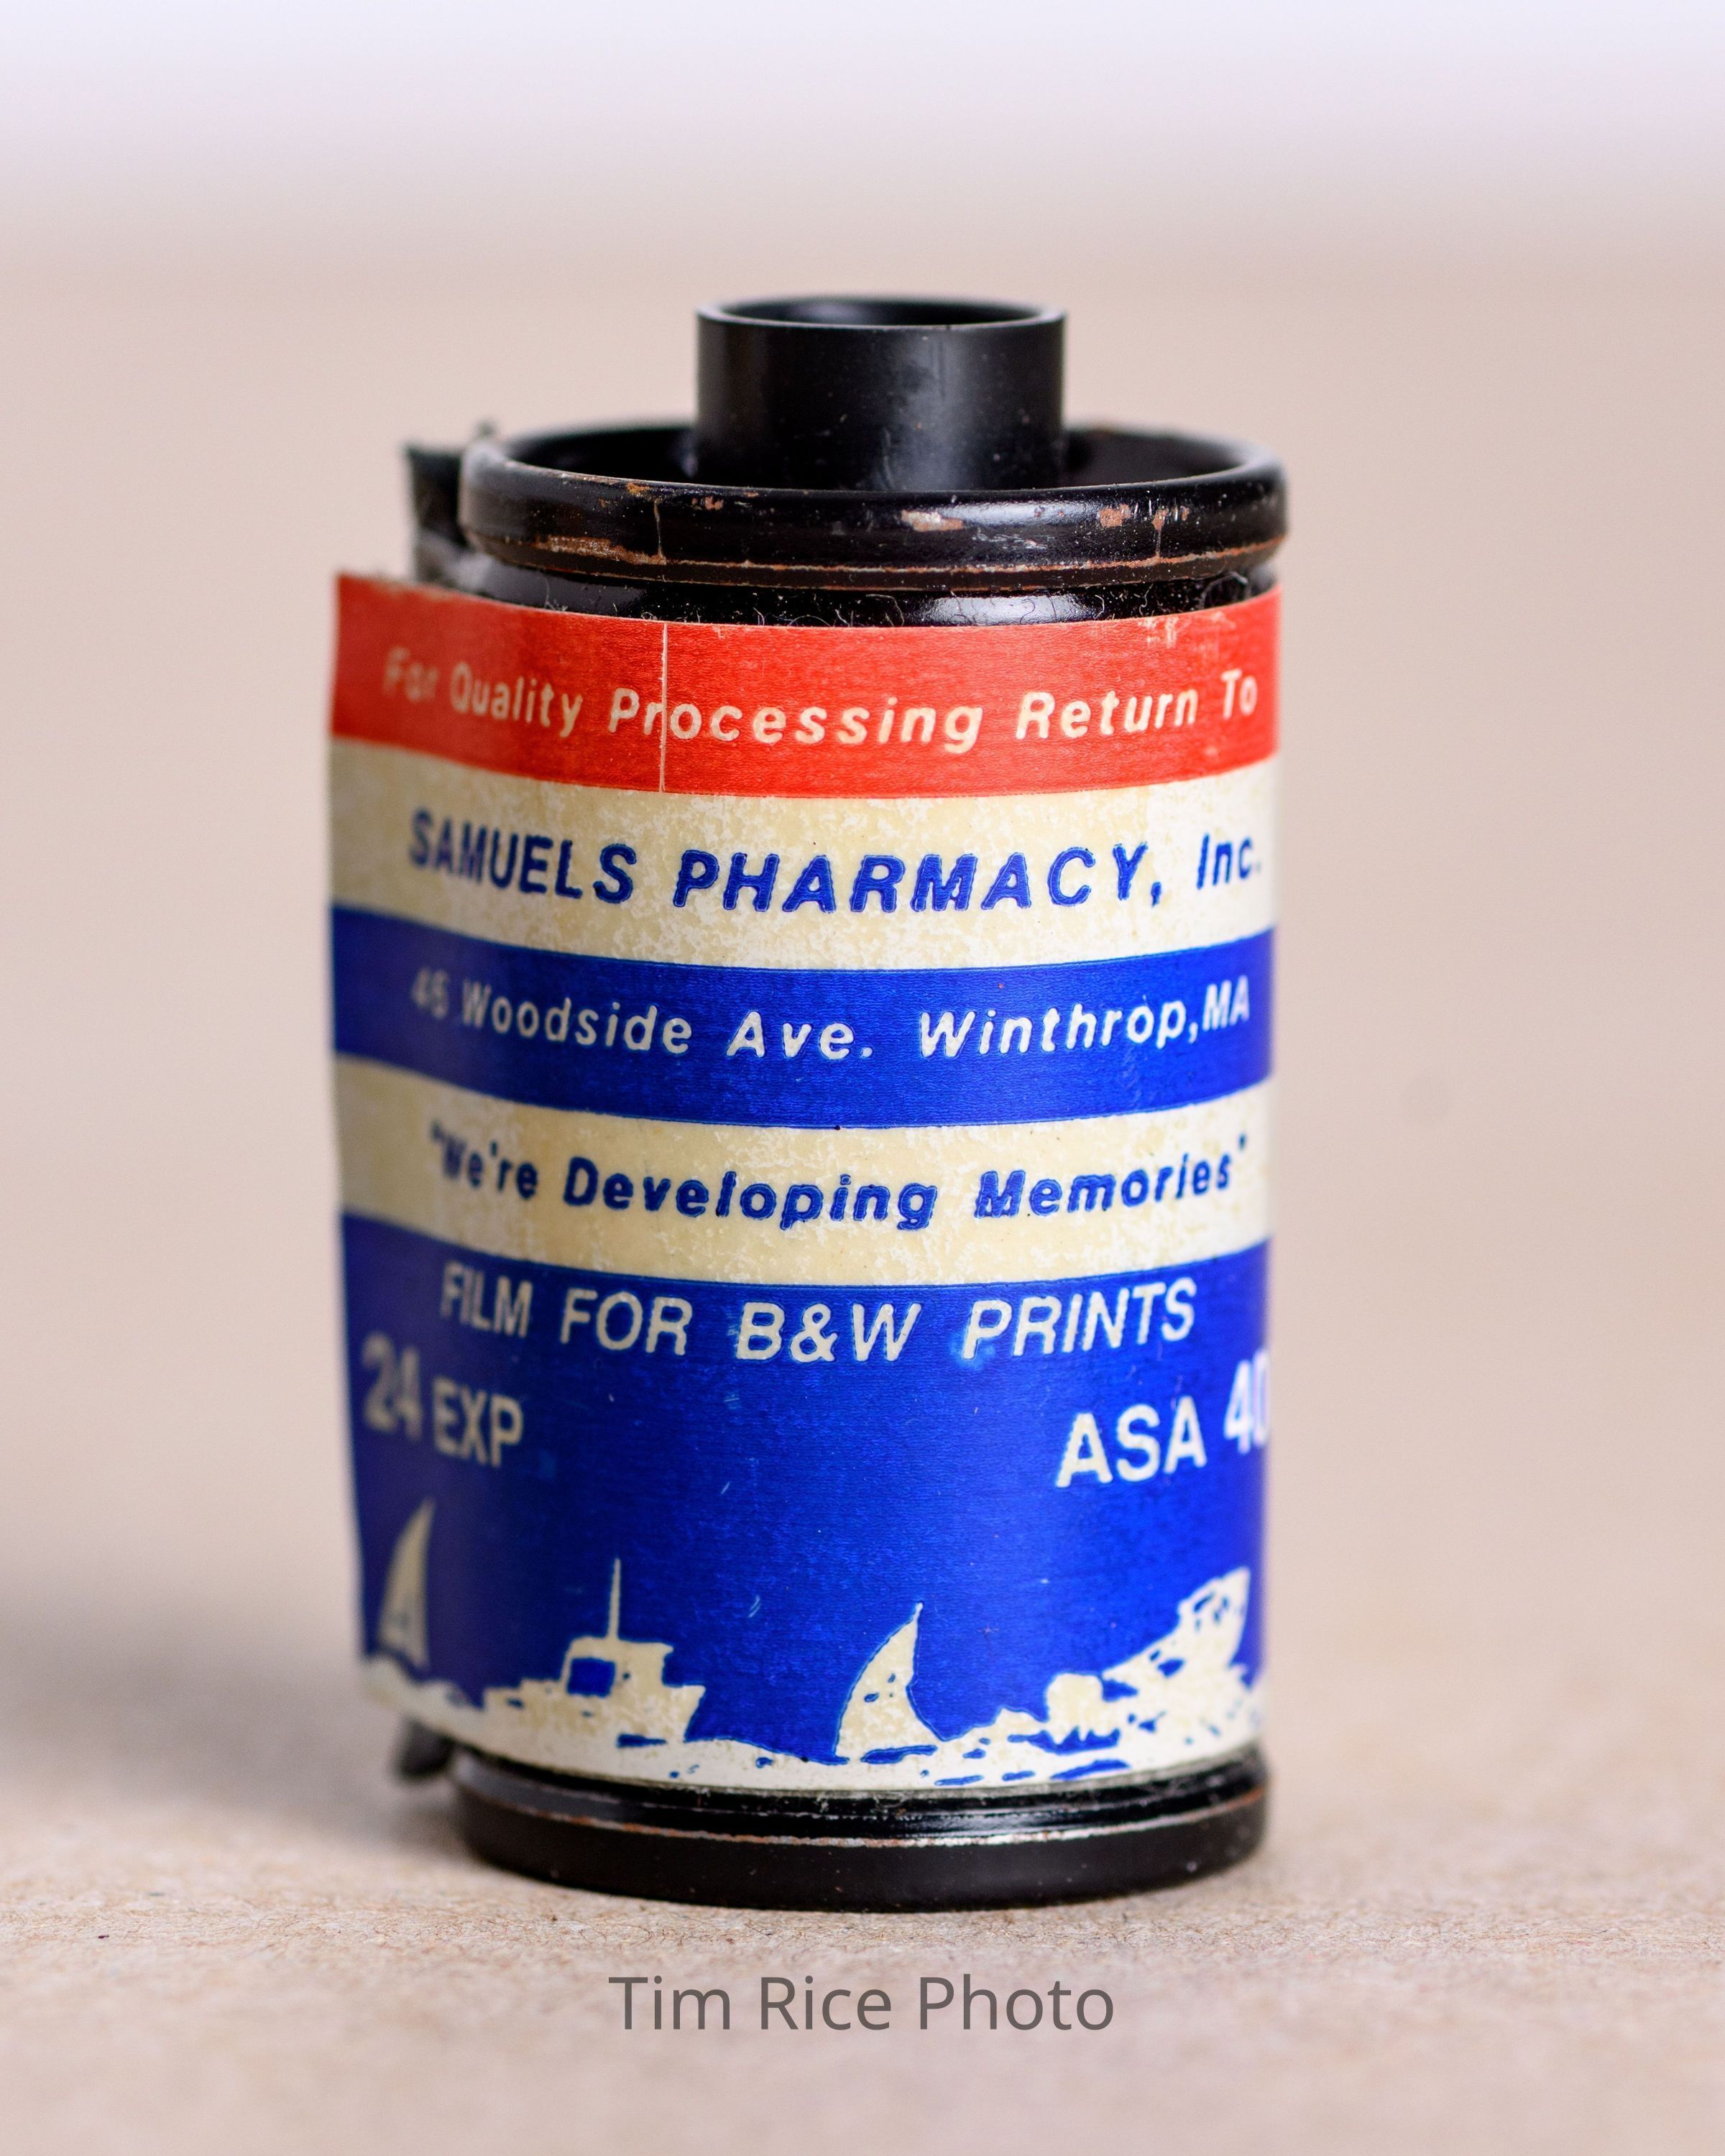 For Quality Processing Return To
SAMUELS PHARMACY, Inc.
45 Woodside Ave. Winthrop,MA
"We're Developing Memories"
FILM FOR B&W PRINTS
24 EXP
ASA 40
Tim Rice Photo